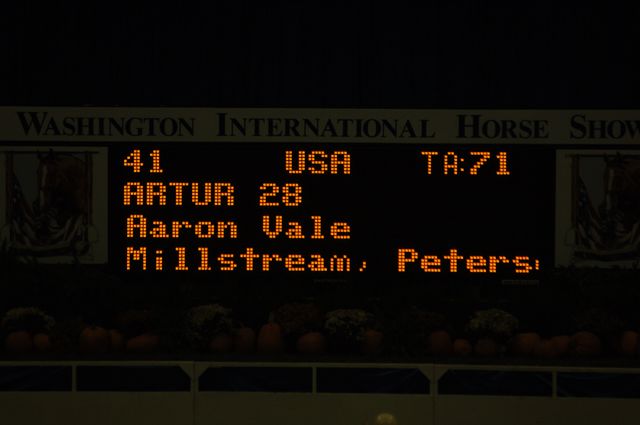 WASHINGTON INTERNATIONAL HORSE SHOW
41 USA TA:71
ARTUR 28
Aaron Vale
Millstream, Peters